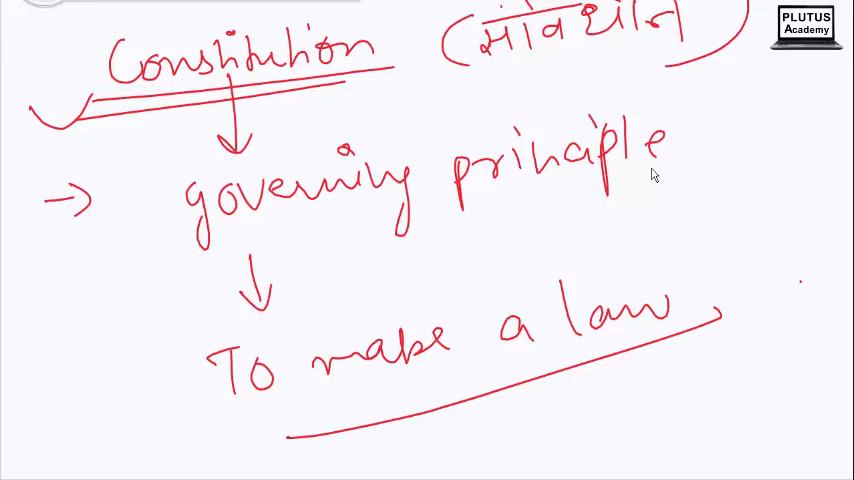 Constitution
PLUTUS
Academy
→ governing principle
To make a law